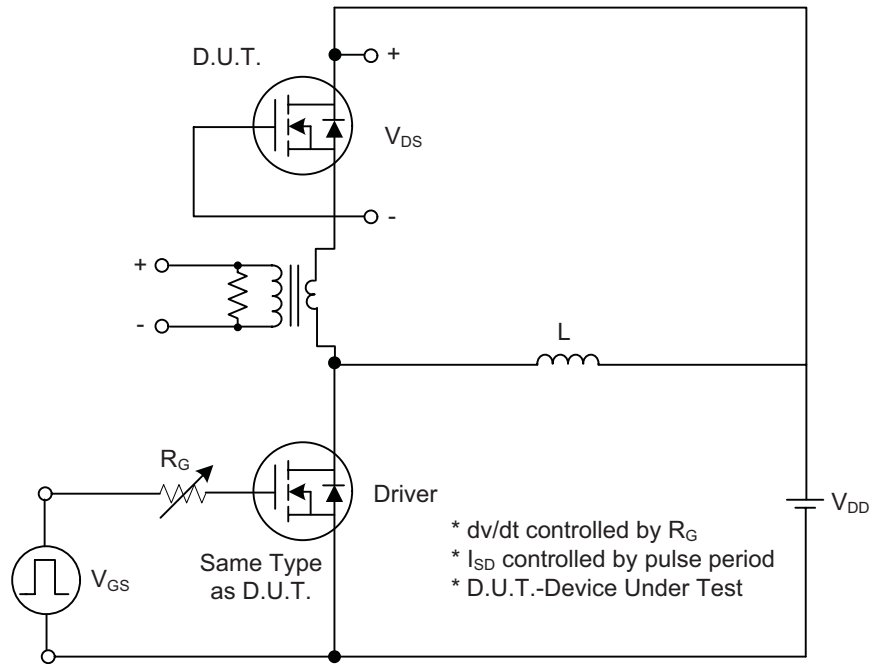 D.U.T.
+
VDS
-
+
-
L
RG
Driver
VDD
VGS
Same Type
as D.U.T.
* dv/dt controlled by RG
* ISD controlled by pulse period
* D.U.T.-Device Under Test